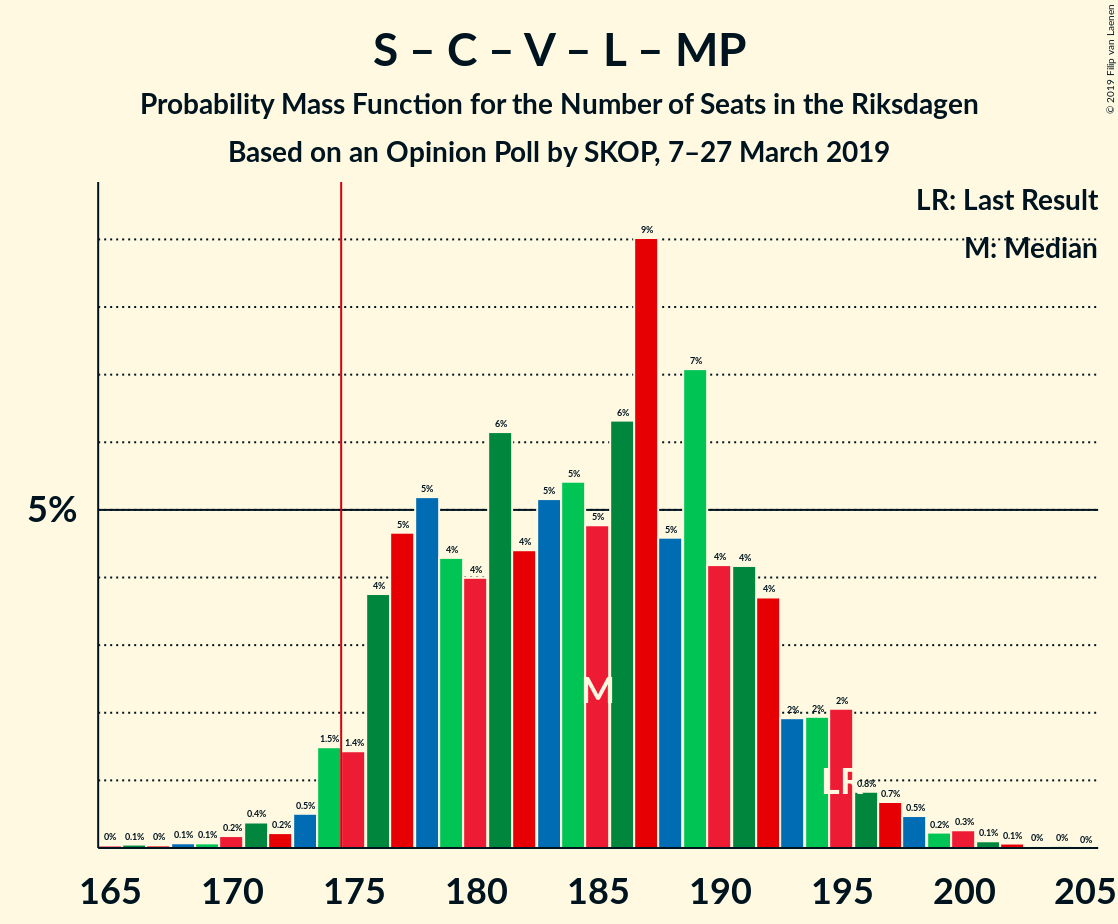 S – C – V – L – MP
Probability Mass Function for the Number of Seats in the Riksdagen
Based on an Opinion Poll by SKOP, 7–27 March 2019
© 2019 Filip van Laenen
LR: Last Result
M: Median
5%
0% 0.1% 0% 0.1% 0.1% 0.2% 0.4% 0.2% 0.5% 1.5% 1.4% 4% 5% 5% 4% 4% 6% 4% 5% 5% 5% 6% 9% 5% 7% 4% 4% 4% 2% 2% 2% 0.8% 0.7% 0.5% 0.2% 0.3% 0.1% 0.1% 0% 0% 0%
M
LR
165 170 175 180 185 190 195 200 205